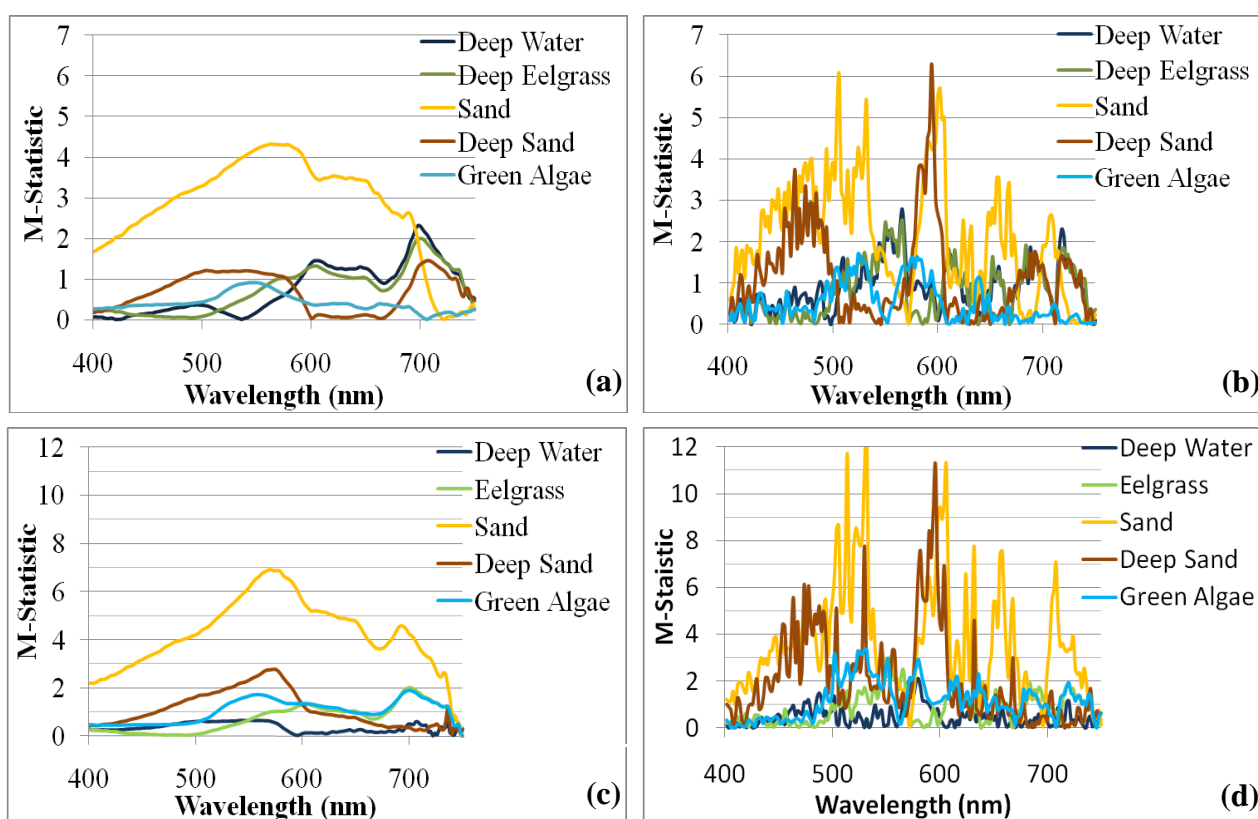 7
6
5
4
3
2
1
0
M-Statistic
Deep Water
Deep Eelgrass
Sand
Deep Sand
Green Algae
400 500 600 700
Wavelength (nm)
(a)
7
6
5
4
3
2
1
0
M-Statistic
Deep Water
Deep Eelgrass
Sand
Deep Sand
Green Algae
400 500 600 700
Wavelength (nm)
(b)
12
10
8
6
4
2
0
M-Statistic
Deep Water
Eelgrass
Sand
Deep Sand
Green Algae
400 500 600 700
Wavelength (nm)
(c)
12
10
8
6
4
2
0
M-Staistic
Deep Water
Eelgrass
Sand
Deep Sand
Green Algae
400 500 600 700
Wavelength (nm)
(d)